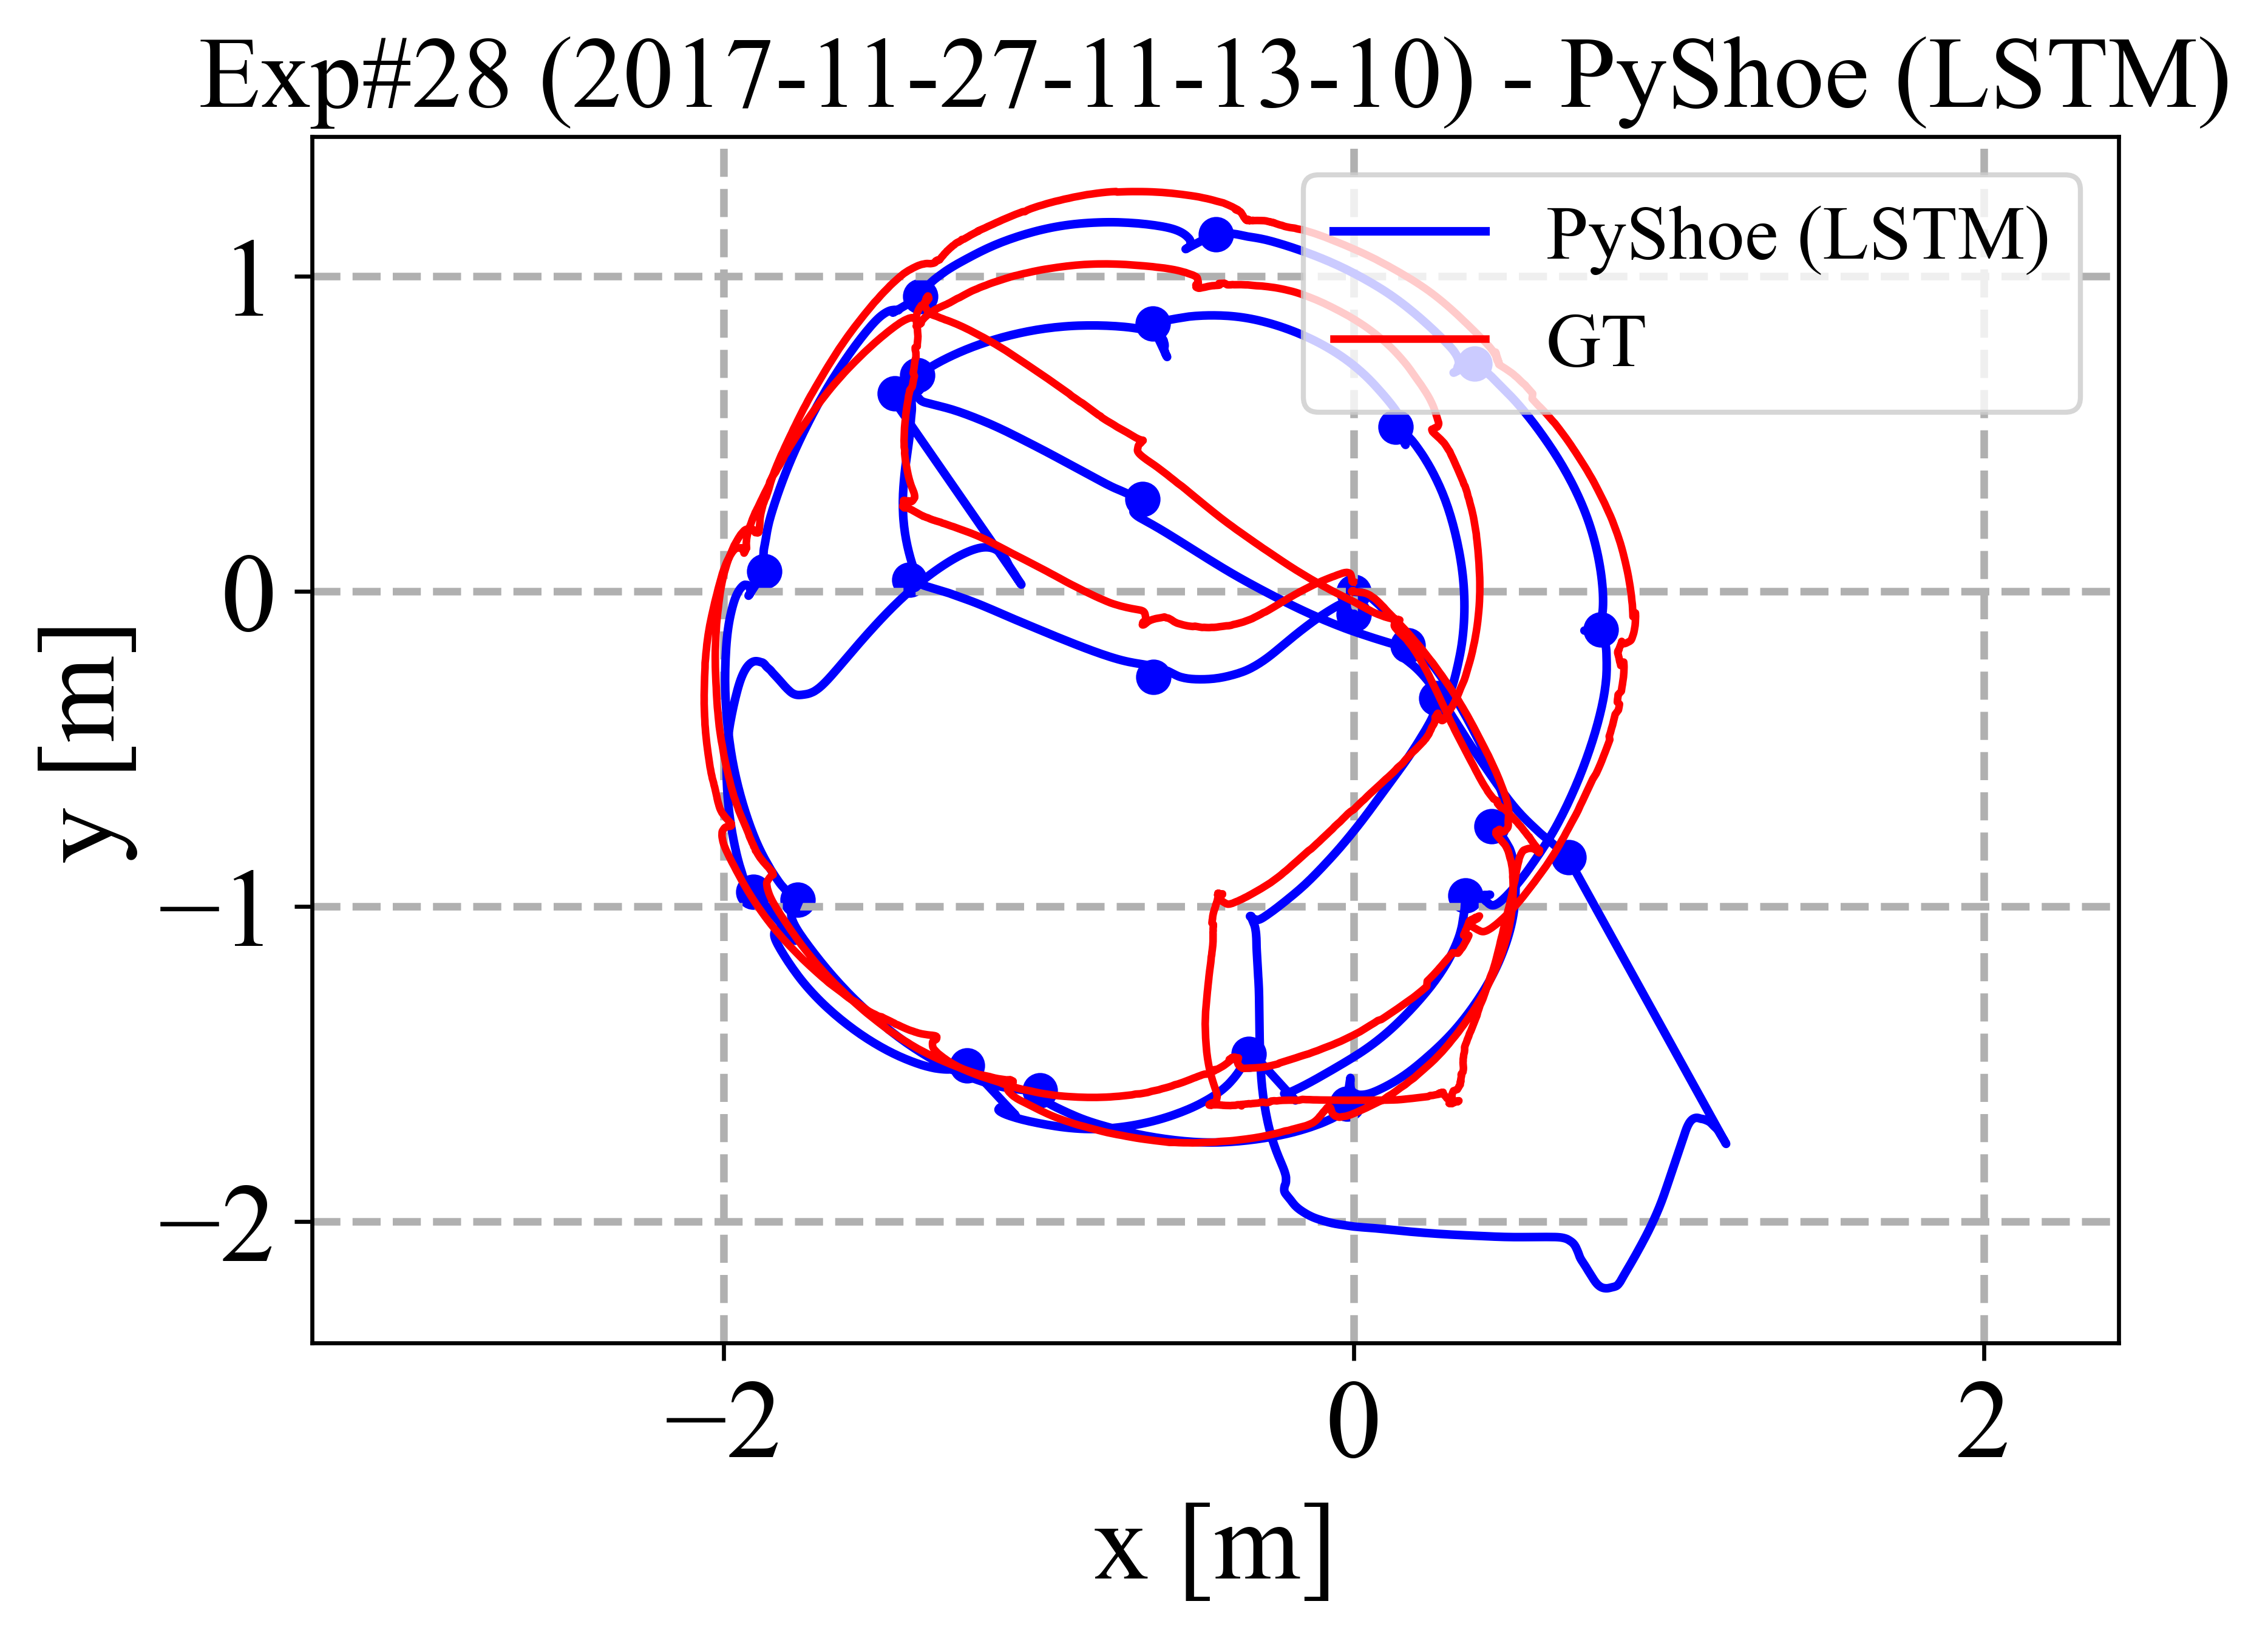 Exp#28 (2017-11-27-11-13-10)) - PyShoe (LSTM)
PyShoe (LSTM)
GT
1
0
−1
−2
y [m]
−2
0
2
x [m]